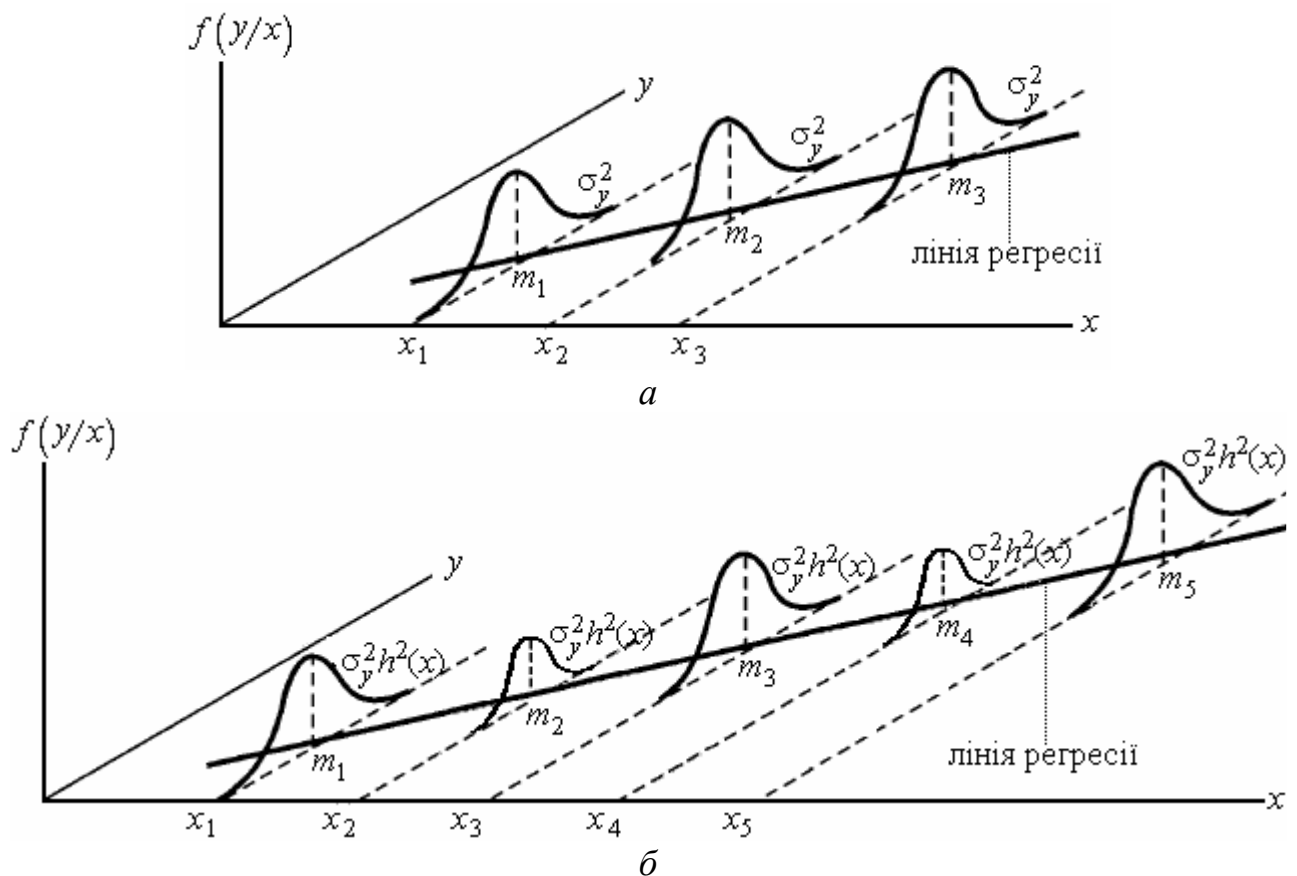 f(y/x)
y
σ_y^2
σ_y^2
σ_y^2
m_1
m_2
m_3
лінія регресії
x_1
x_2
x_3
x
а
f(y/x)
y
σ_y^2h^2(x)
σ_y^2h^2(x)
σ_y^2h^2(x)
σ_y^2h^2(x)
σ_y^2h^2(x)
m_1
m_2
m_3
m_4
m_5
лінія регресії
x_1
x_2
x_3
x_4
x_5
x
б